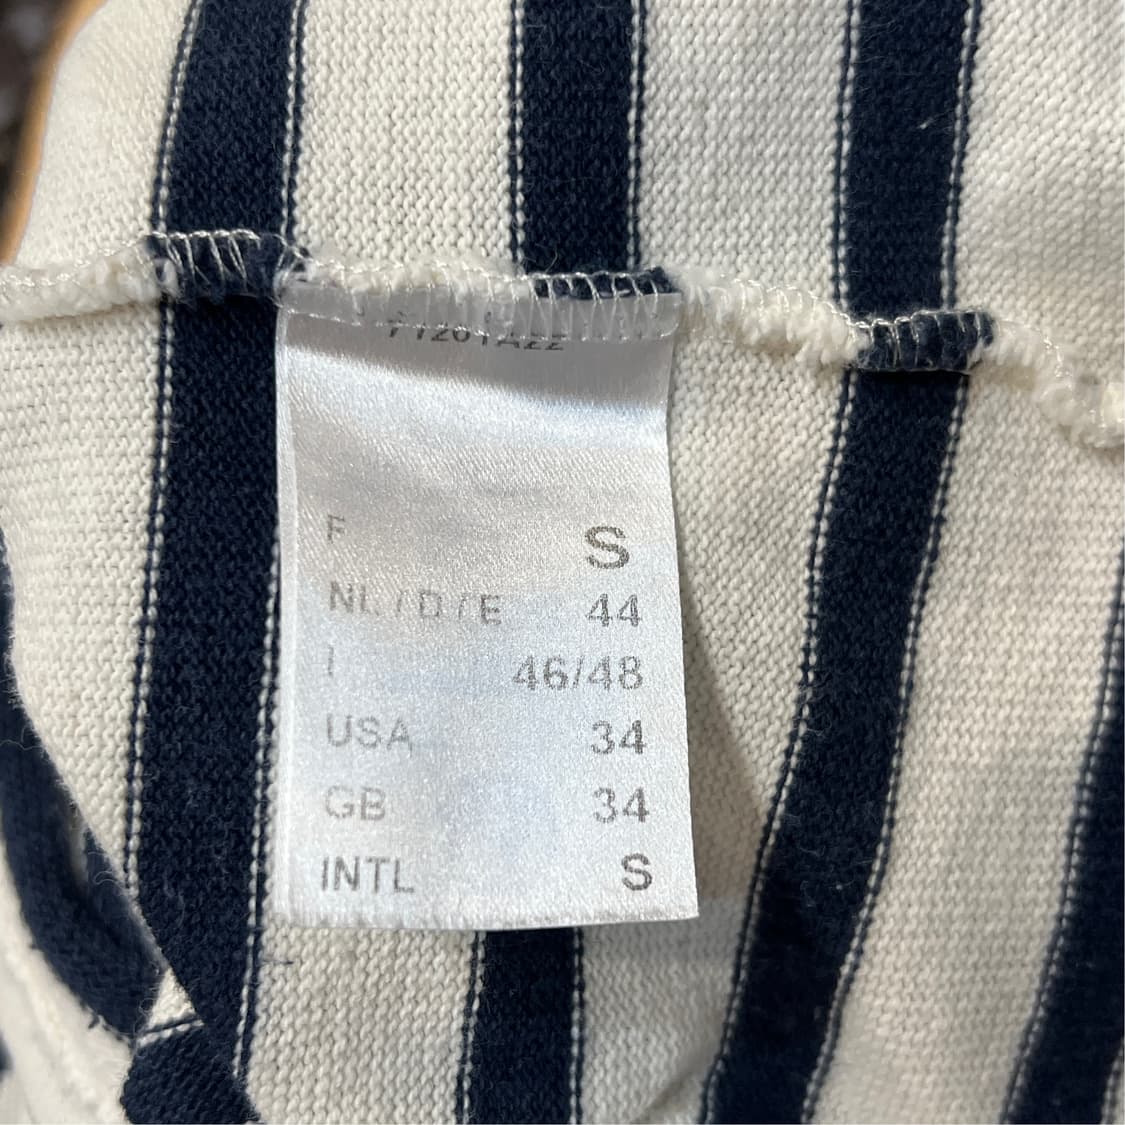 F S
NL / D / E 44
I 46/48
USA 34
GB 34
INTL S